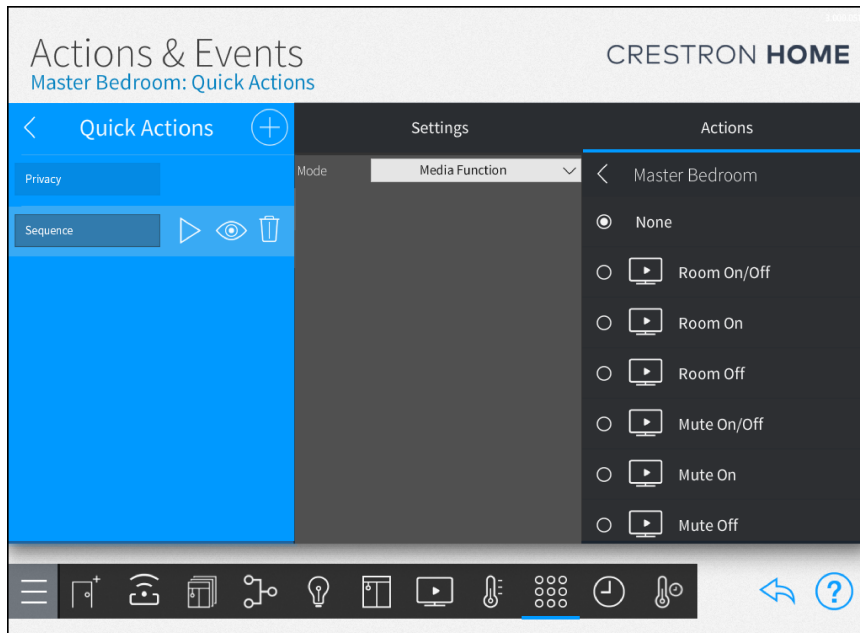 Actions & Events
Master Bedroom: Quick Actions
CRESTRON HOME
Quick Actions
Settings
Actions
Privacy
Mode
Media Function
Master Bedroom
Sequence
None
Room On/Off
Room On
Room Off
Mute On/Off
Mute On
Mute Off
?